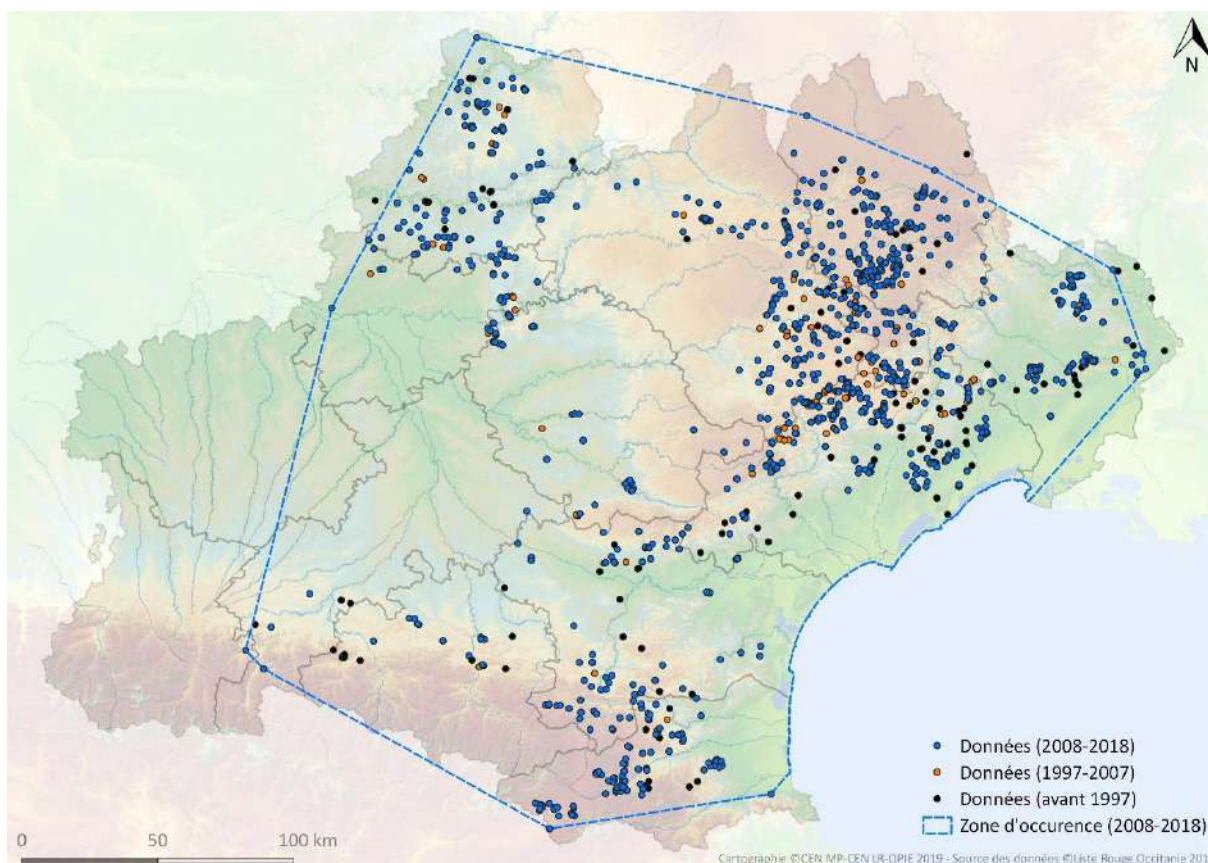 N
Données (2008-2018)
Données (1997-2007)
Données (avant 1997)
Zone d'occurence (2008-2018)
0 50 100 km
Cartographie ©CEN MP-CEN LR-OPIE 2019 - Source des données ©Liste Rouge Occitanie 201